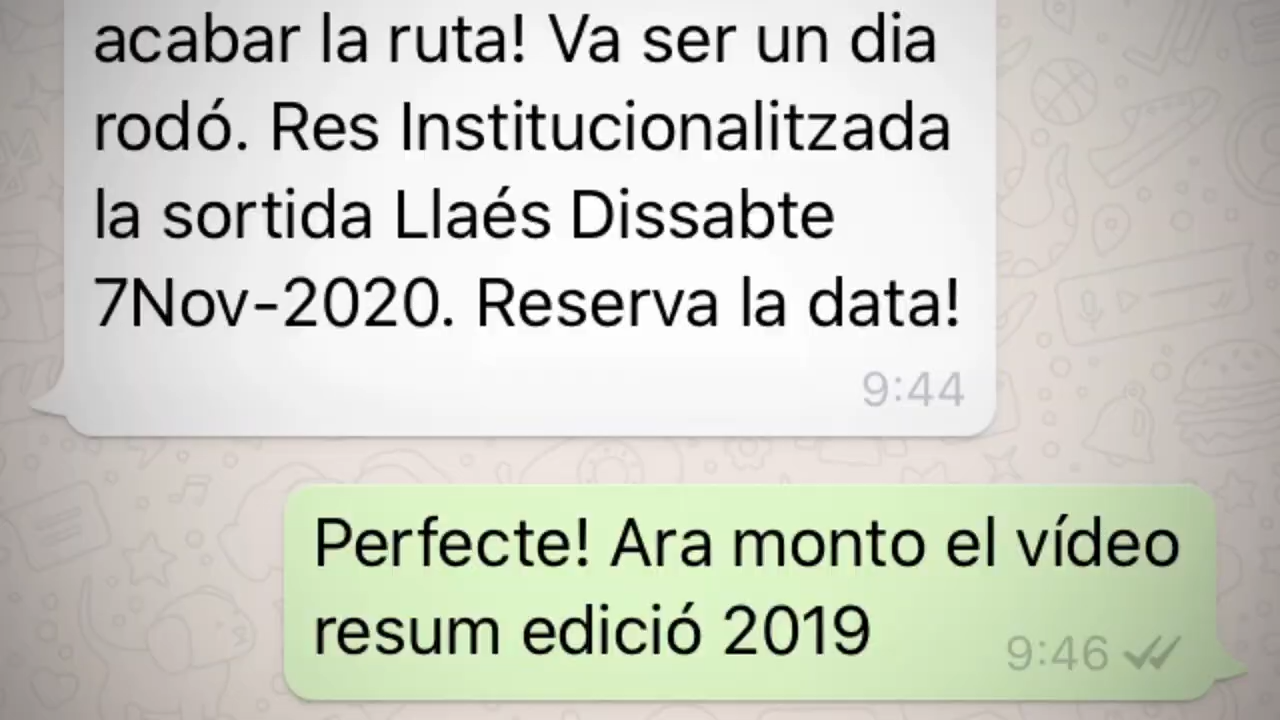 acabar la ruta! Va ser un dia
rodó. Res Institucionalitzada
la sortida Llaés Dissabte
7Nov-2020. Reserva la data!
9:44
Perfecte! Ara monto el vídeo
resum edició 2019
9:46